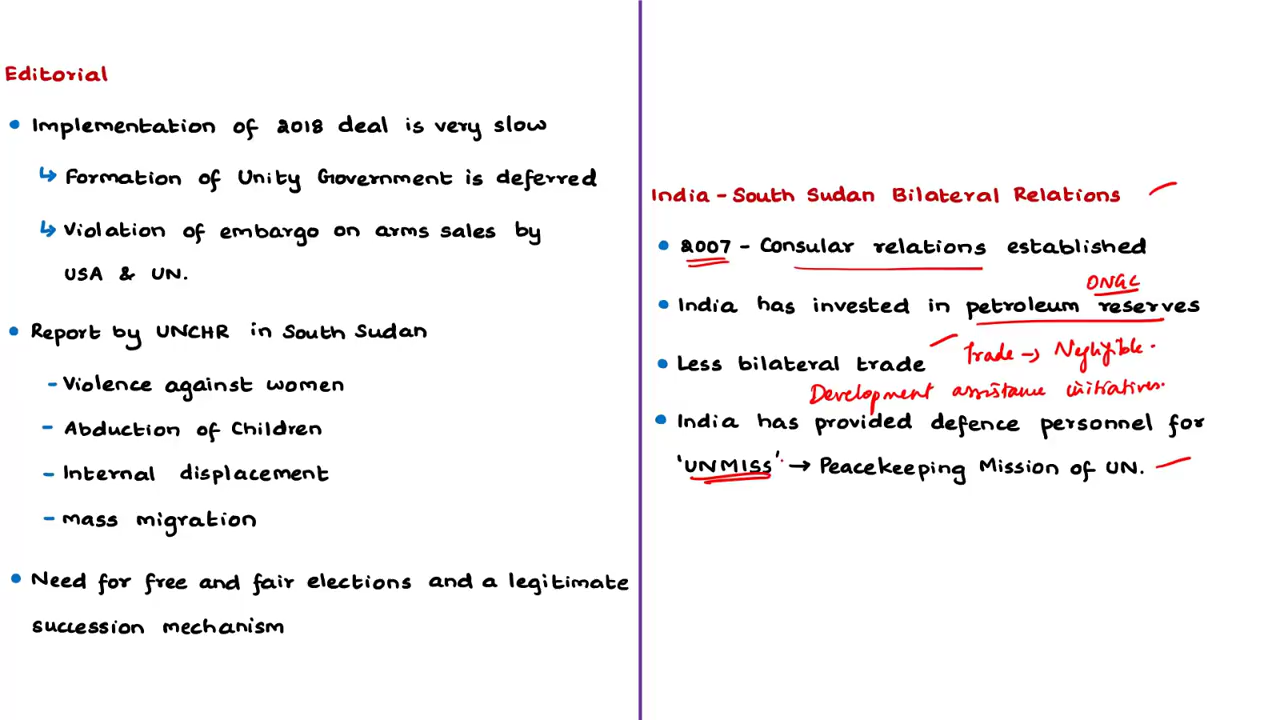 Editorial
• Implementation of 2018 deal is very slow
↳ Formation of Unity Government is deferred
↳ Violation of embargo on arms sales by
USA & UN.
• Report by UNCHR in South Sudan
- Violence against women
- Abduction of Children
- Internal displacement
- mass migration
• Need for free and fair elections and a legitimate
succession mechanism
India - South Sudan Bilateral Relations
• 2007 - Consular relations established
ONGC
• India has invested in petroleum reserves
• Less bilateral trade
Trade → Negligible.
Development assistance initiatives.
• India has provided defence personnel for
'UNMISS' → Peacekeeping Mission of UN.